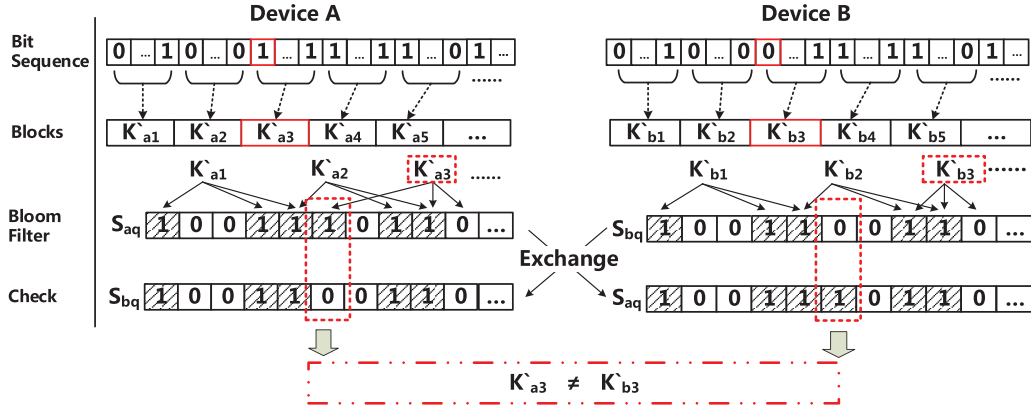 Device A Device B
Bit Sequence 0 ... 1 0 ... 0 1 ... 1 1 ... 1 1 ... 0 1 ... 0 ... 1 0 ... 0 0 ... 1 1 ... 1 1 ... 0 1 ...
...... ......
Blocks K`a1 K`a2 K`a3 K`a4 K`a5 ... K`b1 K`b2 K`b3 K`b4 K`b5 ...
K`a1 K`a2 K`a3 ...... K`b1 K`b2 K`b3 ......
Bloom Filter Saq 1 0 0 1 1 1 0 1 1 0 ... Sbq 1 0 0 1 1 0 0 1 1 0 ...
Exchange
Check Sbq 1 0 0 1 1 0 0 1 1 0 ... Saq 1 0 0 1 1 1 0 1 1 0 ...
K`a3 ≠ K`b3